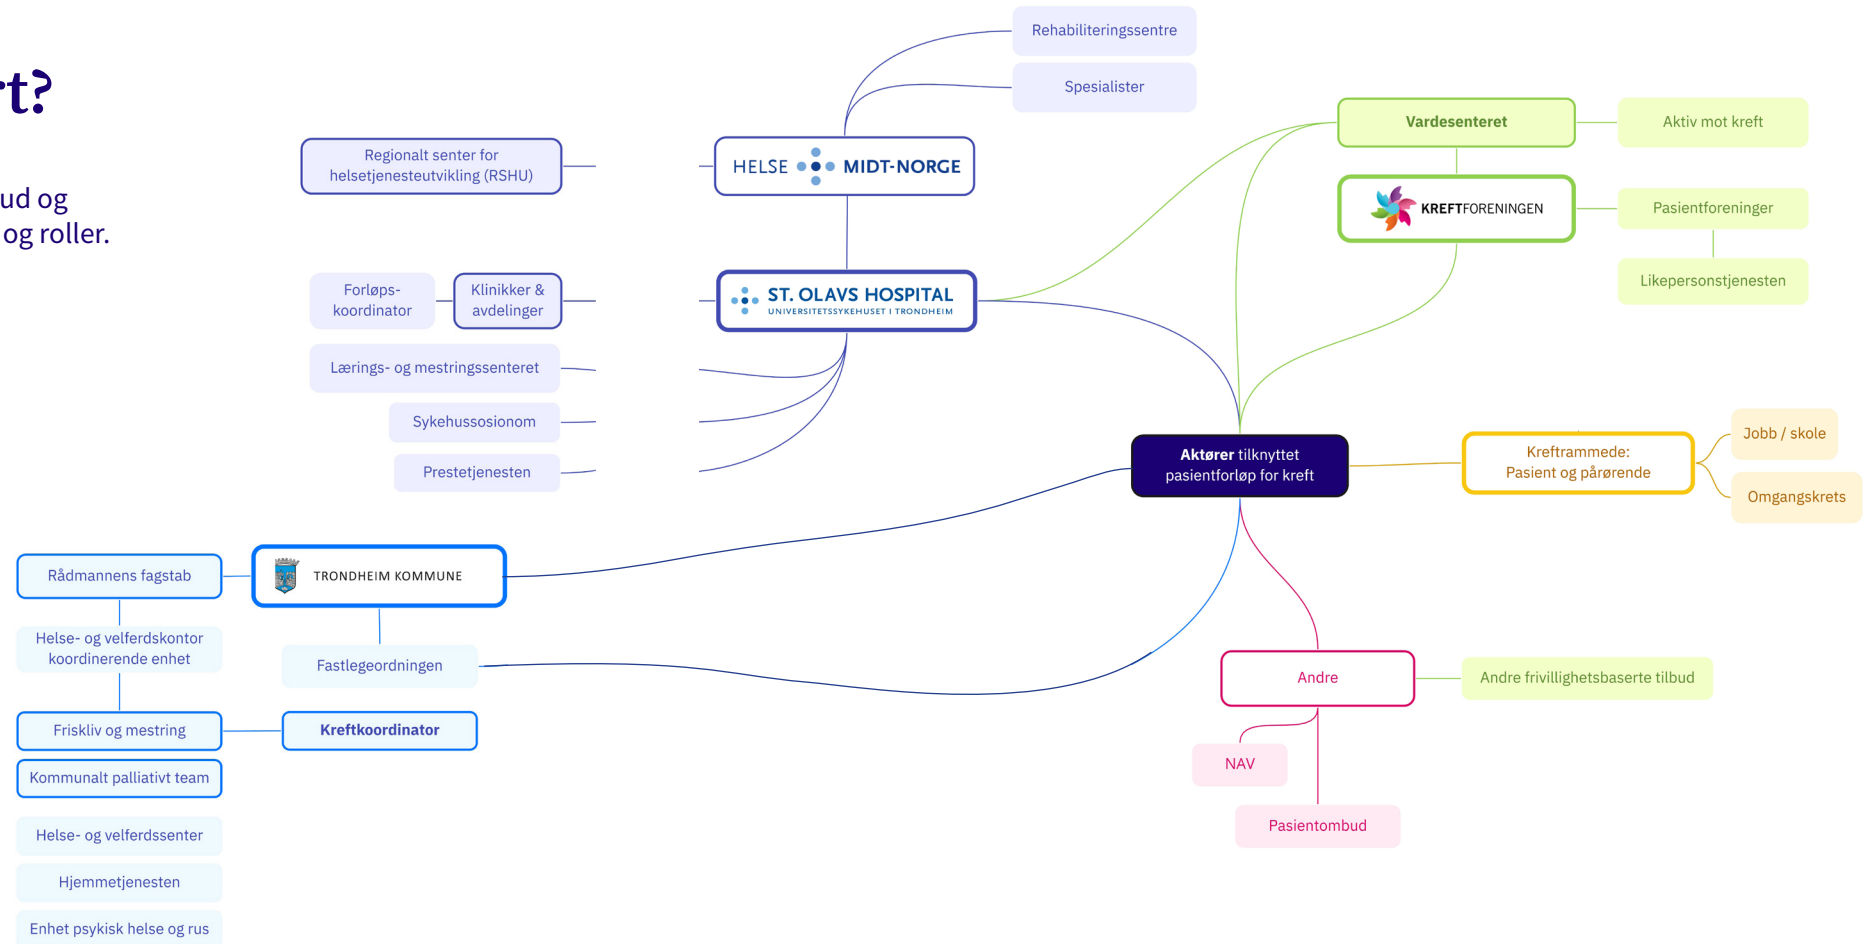 rt?
ud og
og roller.
Rehabiliteringssentre
Spesialister
Regionalt senter for
helsetjenesteutvikling (RSHU)
HELSE MIDT-NORGE
Vardesenteret
Aktiv mot kreft
KREFTFORENINGEN
Pasientforeninger
Likepersonstjenesten
Forløps-
koordinator
Klinikker &
avdelinger
ST. OLAVS HOSPITAL
UNIVERSITETSSYKEHUSET I TRONDHEIM
Lærings- og mestringssenteret
Sykehussosionom
Prestetjenesten
Aktører tilknyttet
pasientforløp for kreft
Kreftrammede:
Pasient og pårørende
Jobb / skole
Omgangskrets
Rådmannens fagstab
TRONDHEIM KOMMUNE
Helse- og velferdskontor
koordinerende enhet
Fastlegeordningen
Friskliv og mestring
Kreftkoordinator
Kommunalt palliativt team
Helse- og velferdssenter
Hjemmetjenesten
Enhet psykisk helse og rus
Andre
Andre frivillighetsbaserte tilbud
NAV
Pasientombud